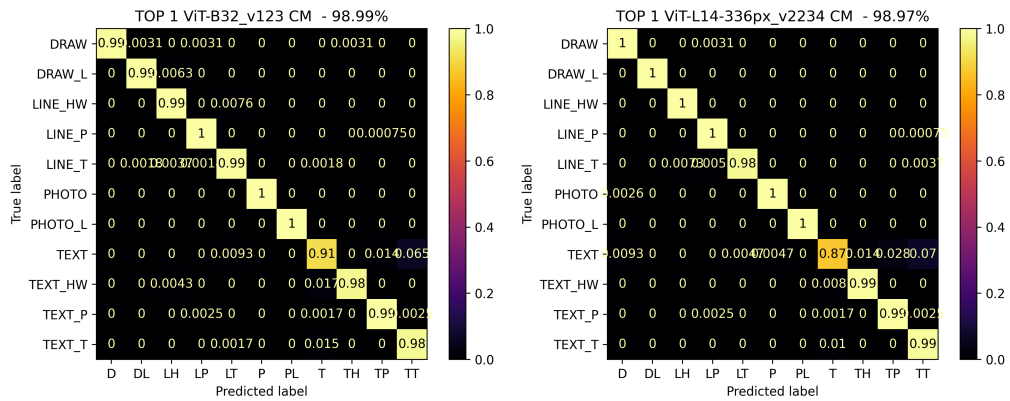 TOP 1 ViT-B32_v123 CM - 98.99%
DRAW 0.99 0.0031 0 0.0031 0 0 0 0 0.0031 0 0
DRAW_L 0 0.99 0.0063 0 0 0 0 0 0 0 0
LINE_HW 0 0 0.99 0 0.0076 0 0 0 0 0 0
LINE_P 0 0 0 1 0 0 0 0 0 0.00075 0
LINE_T 0 0.0018 0.0037 0.99 0 0 0.0018 0 0 0
PHOTO 0 0 0 0 0 1 0 0 0 0 0
PHOTO_L 0 0 0 0 0 0 1 0 0 0 0
TEXT 0 0 0 0 0.0093 0 0 0.91 0 0.014 0.065
TEXT_HW 0 0 0.0043 0 0 0 0 0.017 0.98 0 0
TEXT_P 0 0 0 0.0025 0 0 0 0.0017 0 0.99 0.0025
TEXT_T 0 0 0 0 0.0017 0 0 0.015 0 0 0.98
D DL LH LP LT P PL T TH TP TT
True label
Predicted label
1.0
0.8
0.6
0.4
0.2
0.0
TOP 1 ViT-L14-336px_v2234 CM - 98.97%
DRAW 1 0 0 0.0031 0 0 0 0 0 0 0
DRAW_L 0 1 0 0 0 0 0 0 0 0 0
LINE_HW 0 0 1 0 0 0 0 0 0 0 0
LINE_P 0 0 0 1 0 0 0 0 0 0 0.00075
LINE_T 0 0 0.0073 0.98 0 0 0 0 0 0.0037
PHOTO 0.0026 0 0 0 0 1 0 0 0 0 0
PHOTO_L 0 0 0 0 0 0 1 0 0 0 0
TEXT 0.0093 0 0 0 0.0047 0.0047 0 0.87 0.014 0.028 0.07
TEXT_HW 0 0 0 0 0 0 0 0.008 0.99 0 0
TEXT_P 0 0 0 0.0025 0 0 0 0.0017 0 0.99 0.0025
TEXT_T 0 0 0 0 0 0 0 0.01 0 0 0.99
D DL LH LP LT P PL T TH TP TT
True label
Predicted label
1.0
0.8
0.6
0.4
0.2
0.0